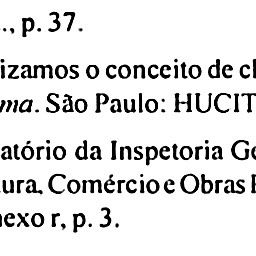 .., p. 37.
izamos o conceito de cl
ma. São Paulo: HUCIT
atório da Inspetoria Ge
ura, Comércio e Obras
nexo r, p. 3.